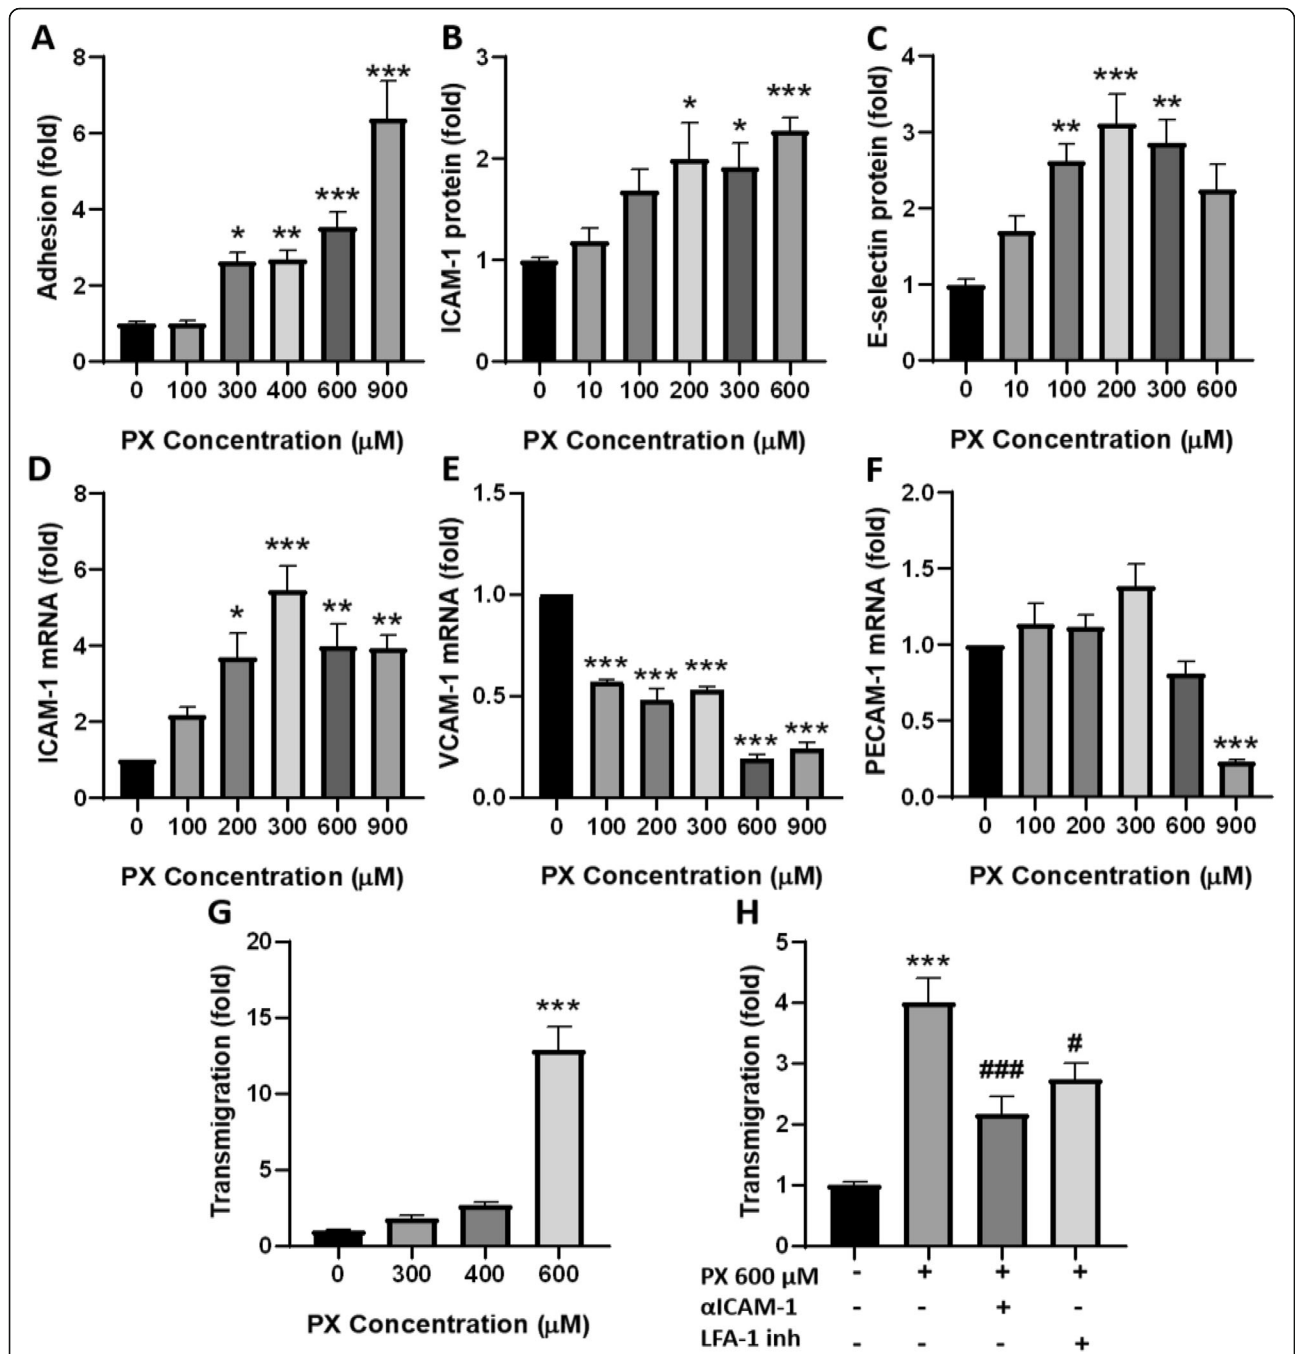 A
8
6
4
2
0
Adhesion (fold)
*
**
***
***
0 100 300 400 600 900
PX Concentration (μM)
B
3
2
1
0
ICAM-1 protein (fold)
*
*
***
0 10 100 200 300 600
PX Concentration (μM)
C
4
3
2
1
0
E-selectin protein (fold)
**
***
**
0 10 100 200 300 600
PX Concentration (μM)
D
8
6
4
2
0
ICAM-1 mRNA (fold)
*
***
**
**
0 100 200 300 600 900
PX Concentration (μM)
E
1.5
1.0
0.5
0.0
VCAM-1 mRNA (fold)
***
***
***
***
***
0 100 200 300 600 900
PX Concentration (μM)
F
2.0
1.5
1.0
0.5
0.0
PECAM-1 mRNA (fold)
***
0 100 200 300 600 900
PX Concentration (μM)
G
20
15
10
5
0
Transmigration (fold)
***
0 300 400 600
PX Concentration (μM)
H
5
4
3
2
1
0
Transmigration (fold)
***
###
#
PX 600 μM - + + +
αICAM-1 - - + -
LFA-1 inh - - - +